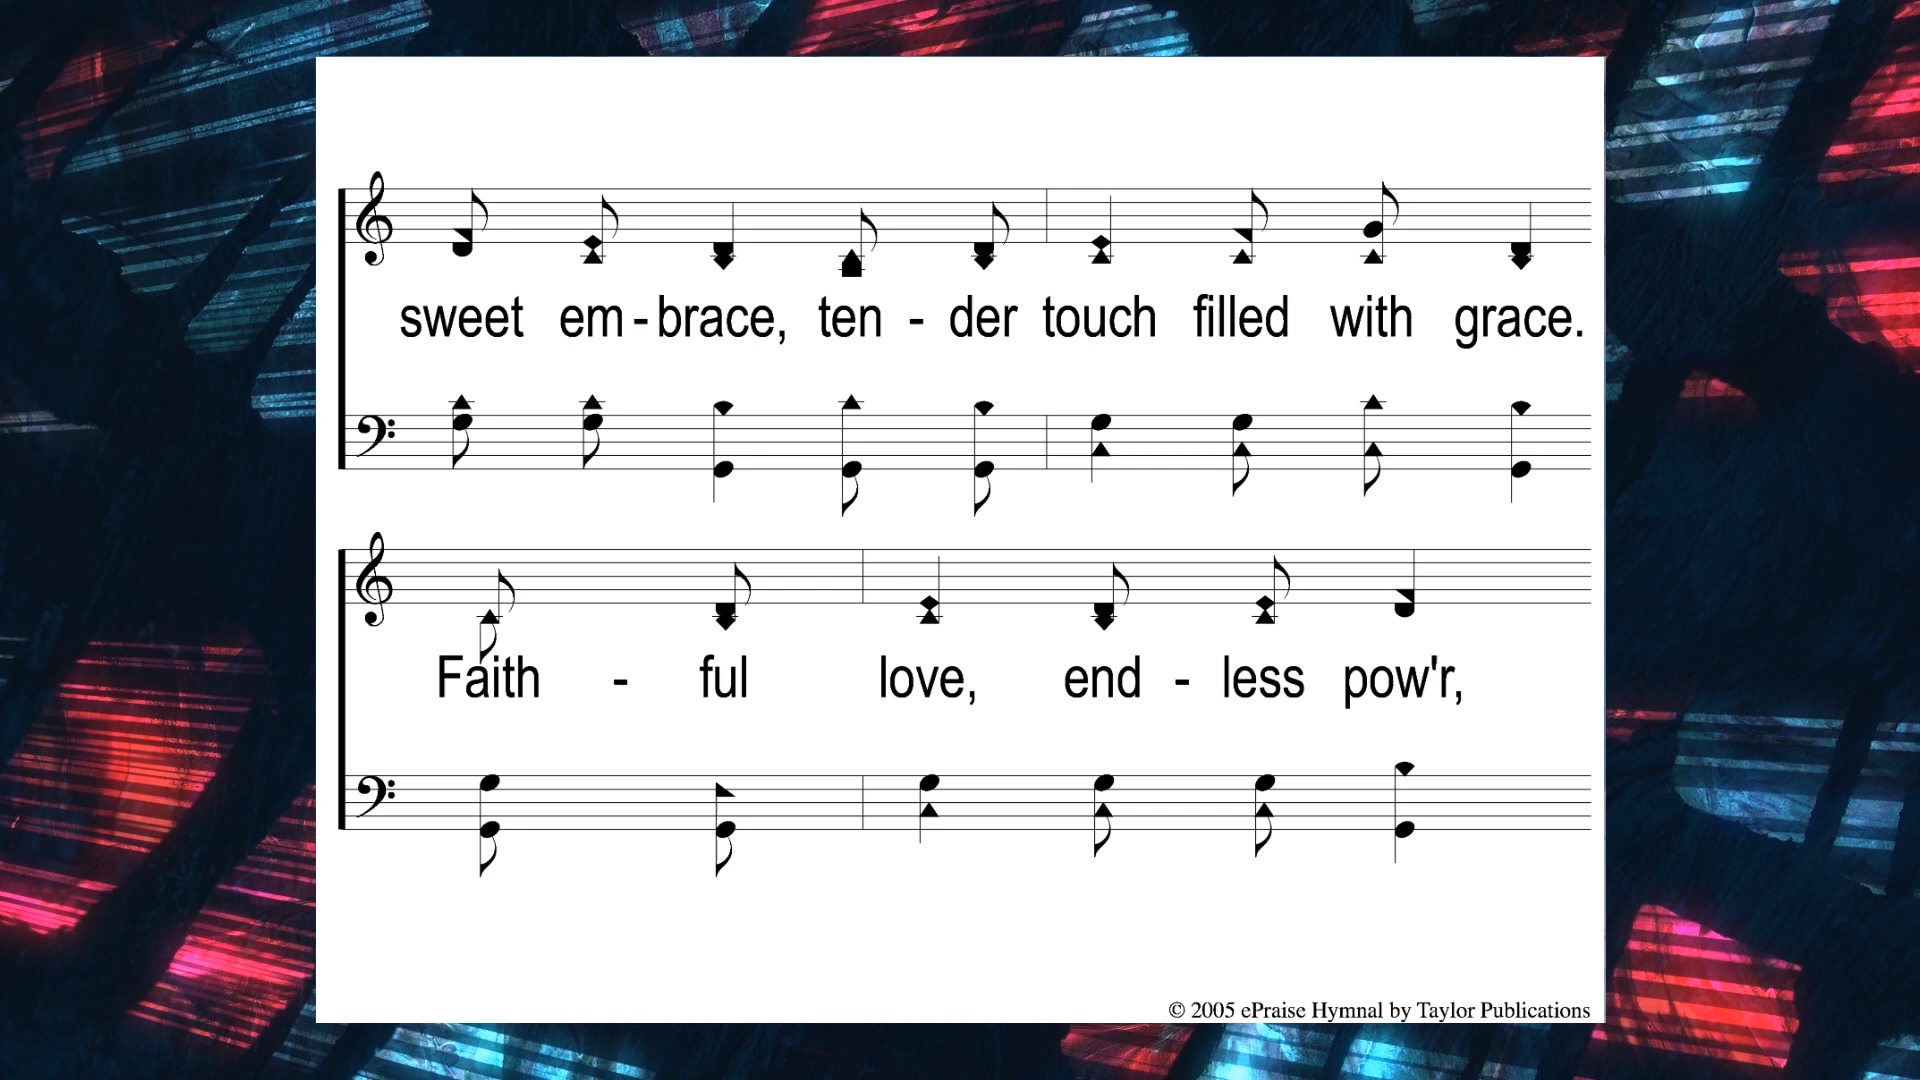 sweet em - brace, ten - der touch filled with grace.
Faith - ful love, end - less pow'r,
© 2005 ePraise Hymnal by Taylor Publications